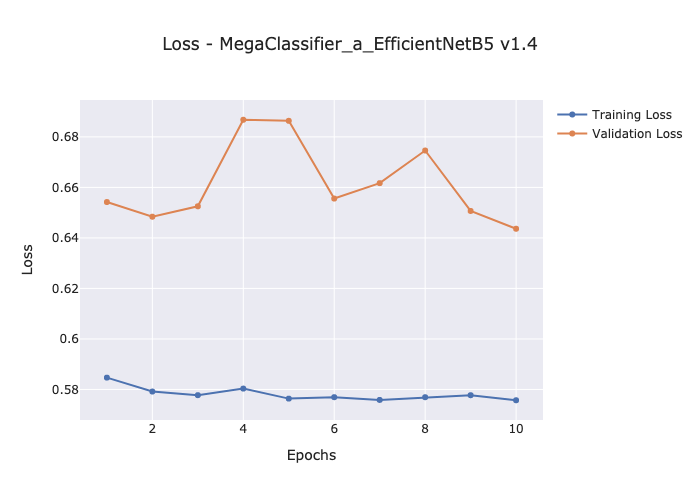 Loss - MegaClassifier_a_EfficientNetB5 v1.4
Training Loss
Validation Loss
0.68
0.66
0.64
0.62
0.6
0.58
Loss
2
4
6
8
10
Epochs